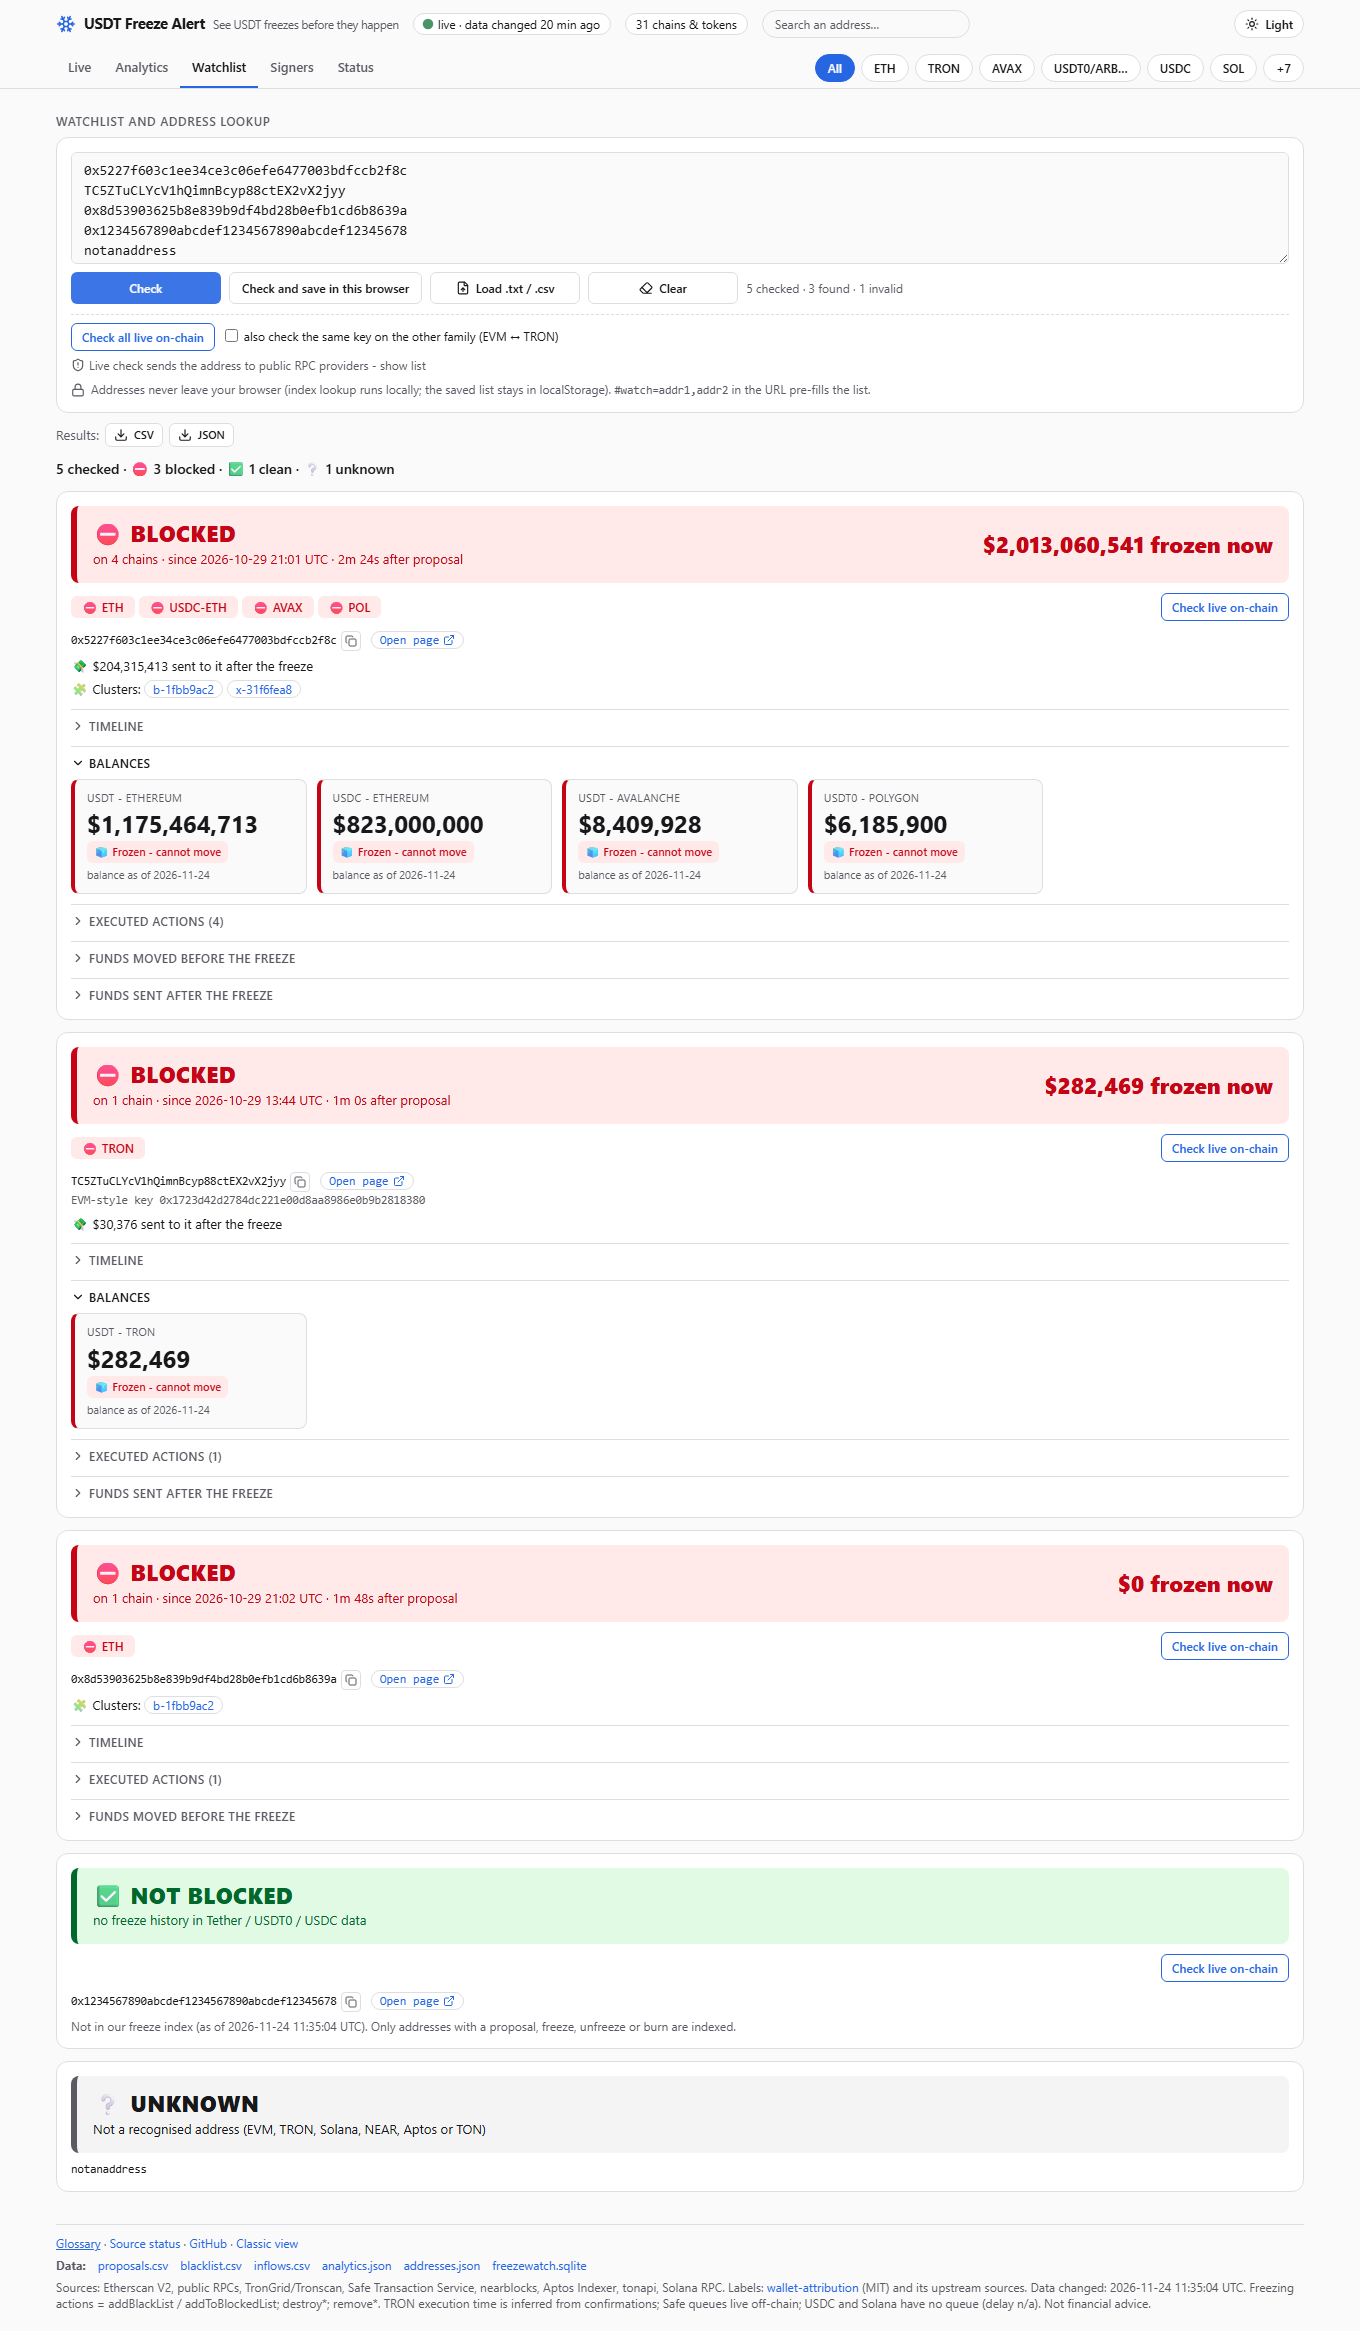 USDT Freeze Alert See USDT freezes before they happen live · data changed 20 min ago 31 chains & tokens Search an address... Light
Live Analytics Watchlist Signers Status All ETH TRON AVAX USDT0/ARB... USDC SOL +7
WATCHLIST AND ADDRESS LOOKUP
0x5227f603c1ee34ce3c06efe6477003bdfccb2f8c
TC5ZTuCLYcV1hQimnBcyp88ctEX2vX2jyy
0x8d53903625b8e839b9df4bd28b0efb1cd6b8639a
0x1234567890abcdef1234567890abcdef12345678
notanaddress
Check Check and save in this browser Load .txt / .csv Clear 5 checked · 3 found · 1 invalid
Check all live on-chain also check the same key on the other family (EVM ↔ TRON)
Live check sends the address to public RPC providers - show list
Addresses never leave your browser (index lookup runs locally; the saved list stays in localStorage). #watch=addr1,addr2 in the URL pre-fills the list.
Results: CSV JSON
5 checked · 3 blocked · 1 clean · 1 unknown
BLOCKED
on 4 chains · since 2026-10-29 21:01 UTC · 2m 24s after proposal
$2,013,060,541 frozen now
ETH USDC-ETH AVAX POL Check live on-chain
0x5227f603c1ee34ce3c06efe6477003bdfccb2f8c Open page
$204,315,413 sent to it after the freeze
Clusters: b-1fbb9ac2 x-31f6fea8
TIMELINE
BALANCES
USDT - ETHEREUM USDC - ETHEREUM USDT - AVALANCHE USDT0 - POLYGON
$1,175,464,713 $823,000,000 $8,409,928 $6,185,900
Frozen - cannot move Frozen - cannot move Frozen - cannot move Frozen - cannot move
balance as of 2026-11-24 balance as of 2026-11-24 balance as of 2026-11-24 balance as of 2026-11-24
EXECUTED ACTIONS (4)
FUNDS MOVED BEFORE THE FREEZE
FUNDS SENT AFTER THE FREEZE
BLOCKED
on 1 chain · since 2026-10-29 13:44 UTC · 1m 0s after proposal
$282,469 frozen now
TRON Check live on-chain
TC5ZTuCLYcV1hQimnBcyp88ctEX2vX2jyy Open page
EVM-style key 0x1723d42d2784dc221e00d8aa8986e0b9b2818380
$30,376 sent to it after the freeze
TIMELINE
BALANCES
USDT - TRON
$282,469
Frozen - cannot move
balance as of 2026-11-24
EXECUTED ACTIONS (1)
FUNDS SENT AFTER THE FREEZE
BLOCKED
on 1 chain · since 2026-10-29 21:02 UTC · 1m 48s after proposal
$0 frozen now
ETH Check live on-chain
0x8d53903625b8e839b9df4bd28b0efb1cd6b8639a Open page
Clusters: b-1fbb9ac2
TIMELINE
EXECUTED ACTIONS (1)
FUNDS MOVED BEFORE THE FREEZE
NOT BLOCKED
no freeze history in Tether / USDT0 / USDC data
Check live on-chain
0x1234567890abcdef1234567890abcdef12345678 Open page
Not in our freeze index (as of 2026-11-24 11:35:04 UTC). Only addresses with a proposal, freeze, unfreeze or burn are indexed.
UNKNOWN
Not a recognised address (EVM, TRON, Solana, NEAR, Aptos or TON)
notanaddress
Glossary · Source status · GitHub · Classic view
Data: proposals.csv blacklist.csv inflows.csv analytics.json addresses.json freezewatch.sqlite
Sources: Etherscan V2, public RPCs, TronGrid/Tronscan, Safe Transaction Service, nearblocks, Aptos Indexer, tonapi, Solana RPC. Labels: wallet-attribution (MIT) and its upstream sources. Data changed: 2026-11-24 11:35:04 UTC. Freezing
actions = addBlackList / addToBlockedList; destroy*; remove*. TRON execution time is inferred from confirmations; Safe queues live off-chain; USDC and Solana have no queue (delay n/a). Not financial advice.